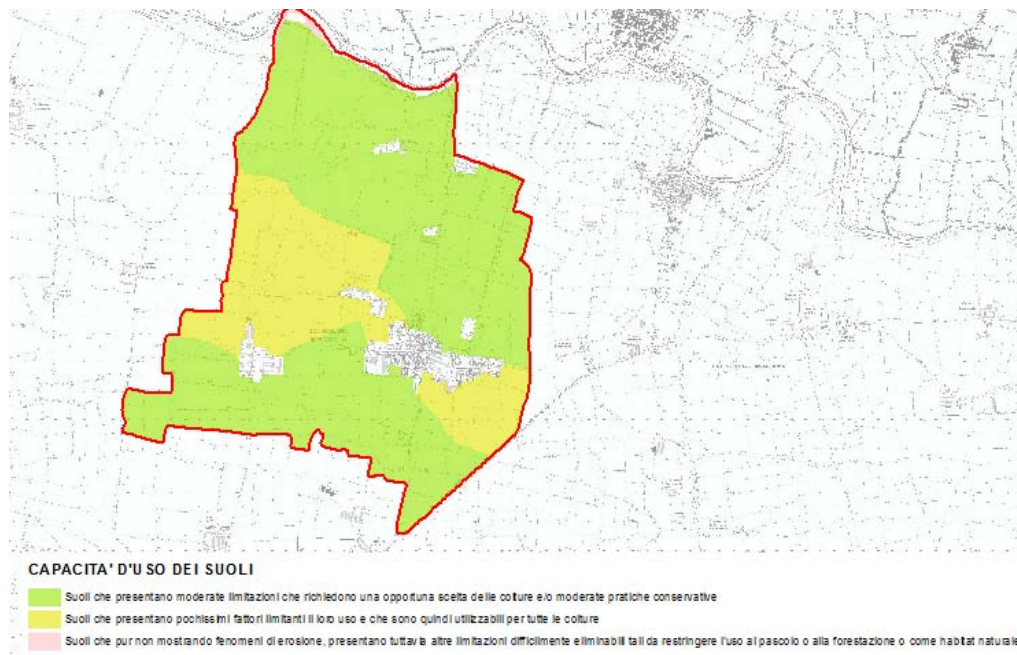 CAPACITA' D'USO DEI SUOLI
Suoli che presentano moderate limitazioni che richiedono una opportuna scelta delle colture e/o moderate pratiche conservative
Suoli che presentano pochissimi fattori limitanti il loro uso e che sono quindi utilizzabili per tutte le colture
Suoli che pur non mostrando fenomeni di erosione, presentano tuttavia altre limitazioni difficilmente eliminabili tali da restringere l'uso al pascolo o alla forestazione o come habitat naturale